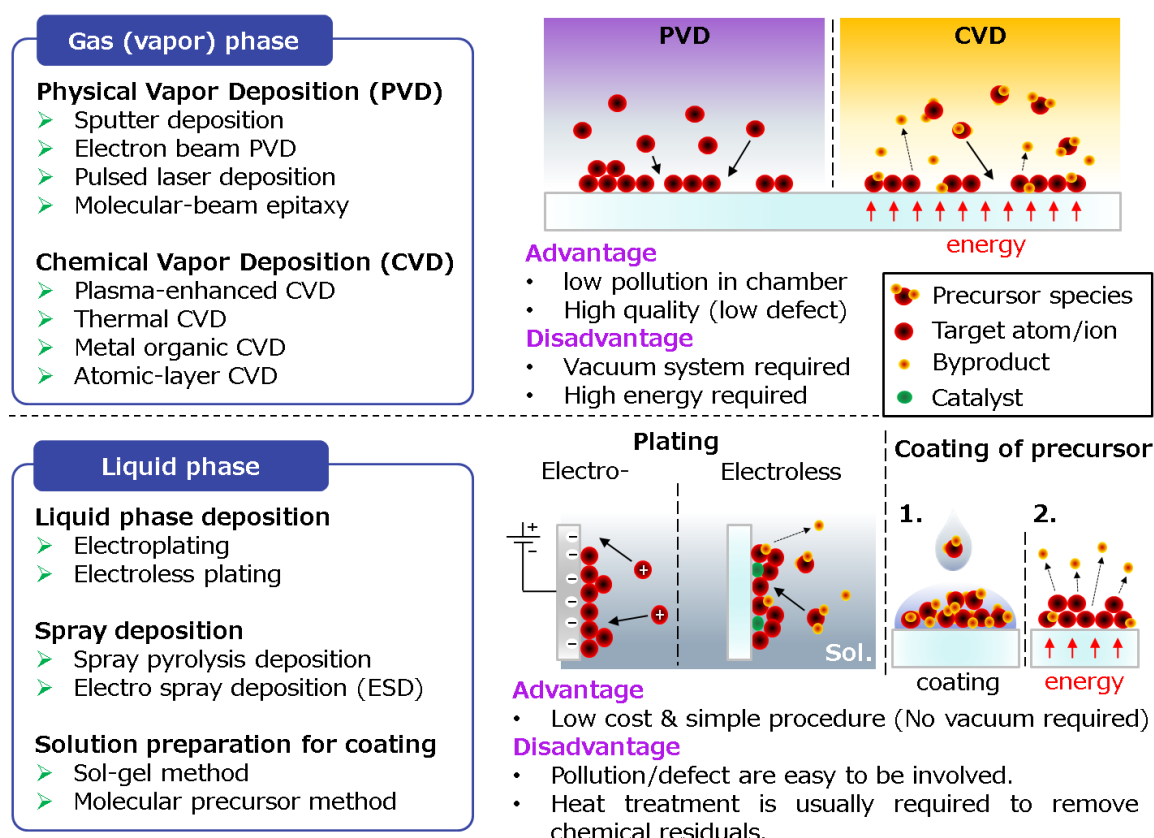 Gas (vapor) phase
Physical Vapor Deposition (PVD)
Sputter deposition
Electron beam PVD
Pulsed laser deposition
Molecular-beam epitaxy
Chemical Vapor Deposition (CVD)
Plasma-enhanced CVD
Thermal CVD
Metal organic CVD
Atomic-layer CVD
PVD
CVD
energy
Advantage
• low pollution in chamber
• High quality (low defect)
Disadvantage
• Vacuum system required
• High energy required
Precursor species
Target atom/ion
Byproduct
Catalyst
Liquid phase
Liquid phase deposition
Electroplating
Electroless plating
Spray deposition
Spray pyrolysis deposition
Electro spray deposition (ESD)
Solution preparation for coating
Sol-gel method
Molecular precursor method
Plating
Electro-
Electroless
Sol.
Coating of precursor
1.
2.
coating
energy
Advantage
• Low cost & simple procedure (No vacuum required)
Disadvantage
• Pollution/defect are easy to be involved.
• Heat treatment is usually required to remove
chemical residuals.